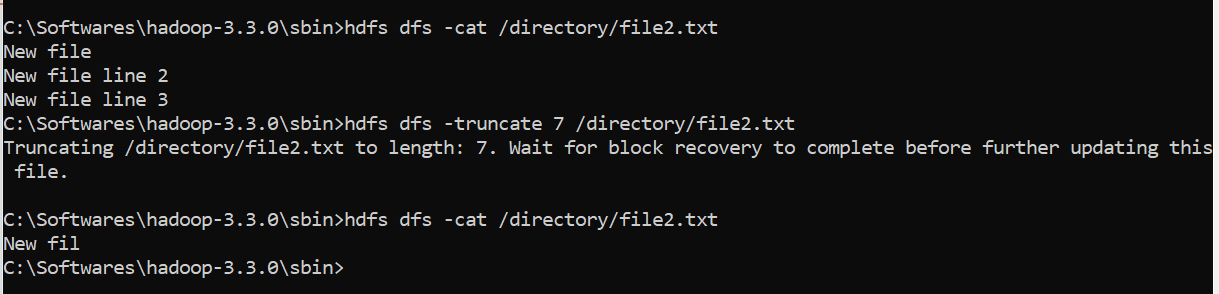 C:\Softwares\hadoop-3.3.0\sbin>hdfs dfs -cat /directory/file2.txt
New file
New file line 2
New file line 3
C:\Softwares\hadoop-3.3.0\sbin>hdfs dfs -truncate 7 /directory/file2.txt
Truncating /directory/file2.txt to length: 7. Wait for block recovery to complete before further updating this
 file.
C:\Softwares\hadoop-3.3.0\sbin>hdfs dfs -cat /directory/file2.txt
New fil
C:\Softwares\hadoop-3.3.0\sbin>